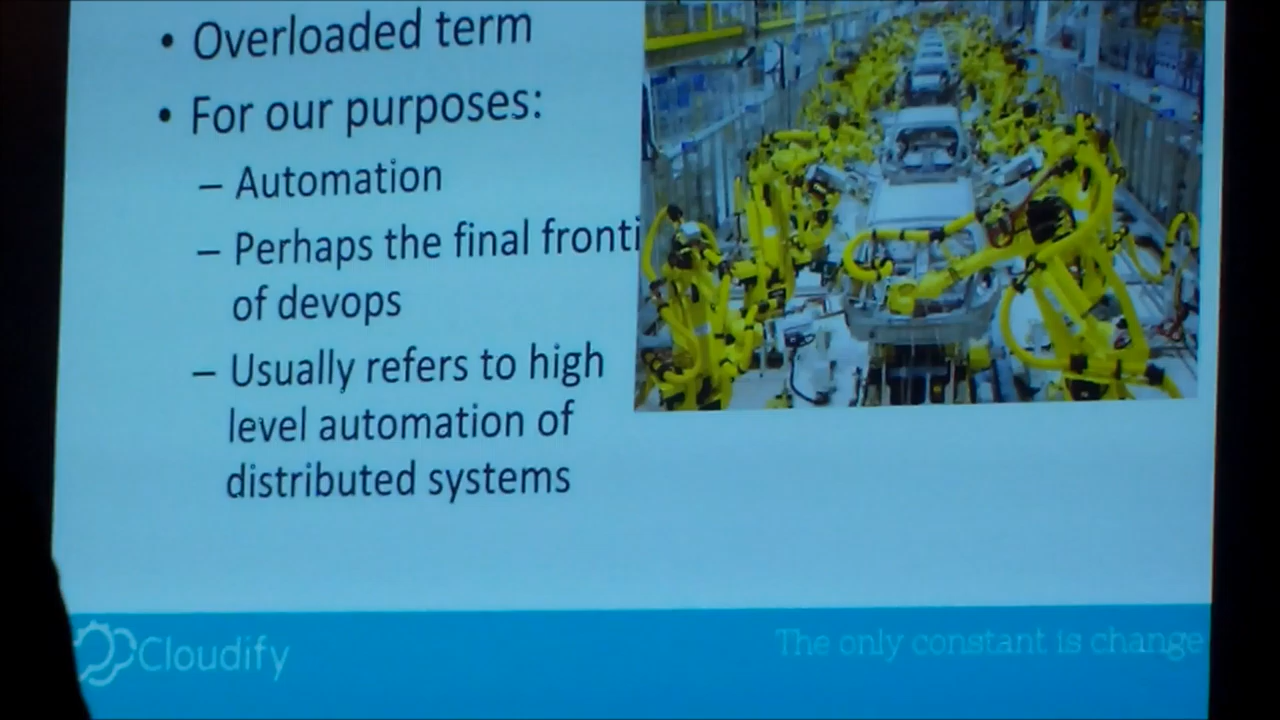 • Overloaded term
• For our purposes:
– Automation
– Perhaps the final fronti
of devops
– Usually refers to high
level automation of
distributed systems
Cloudify
The only constant is change